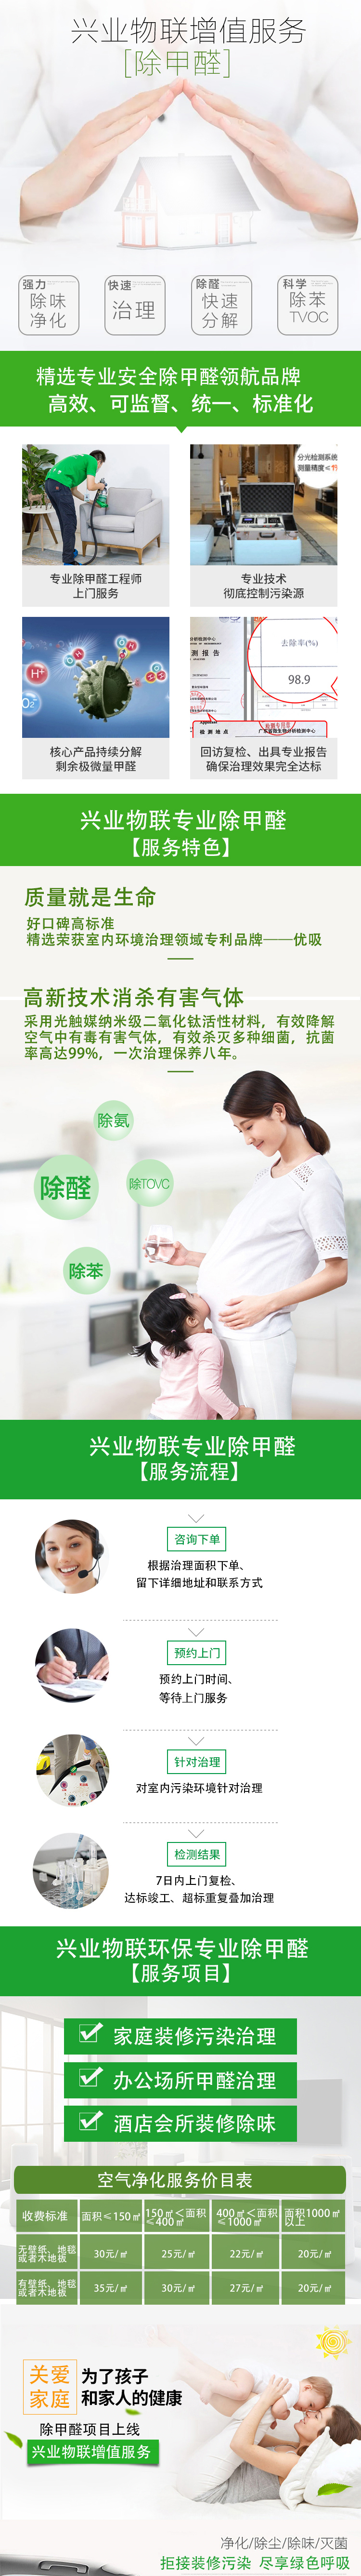 兴业物联增值服务
[除甲醛]
强力
除味
净化
快速
治理
除醛
快速
分解
科学
除苯
TVOC
精选专业安全除甲醛领航品牌
高效、可监督、统一、标准化
分光检测系统
测量精度<1%
专业除甲醛工程师
上门服务
专业技术
彻底控制污染源
H+
O2
去除率(%)
98.9
测报告
检测地点
核心产品持续分解
剩余极微量甲醛
回访复检、出具专业报告
确保治理效果完全达标
兴业物联专业除甲醛
【服务特色】
质量就是生命
好口碑高标准
精选荣获室内环境治理领域专利品牌——优吸
高新技术消杀有害气体
采用光触媒纳米级二氧化钛活性材料，有效降解
空气中有毒有害气体，有效杀灭多种细菌，抗菌
率高达99%，一次治理保养八年。
除氨
除醛
除TOVC
除苯
兴业物联专业除甲醛
【服务流程】
咨询下单
根据治理面积下单、
留下详细地址和联系方式
预约上门
预约上门时间、
等待上门服务
针对治理
对室内污染环境针对治理
检测结果
7日内上门复检、
达标竣工、超标重复叠加治理
兴业物联环保专业除甲醛
【服务项目】
家庭装修污染治理
办公场所甲醛治理
酒店会所装修除味
空气净化服务价目表
收费标准 面积≤150㎡ 150㎡＜面积≤400㎡ 400㎡＜面积≤1000㎡ 面积1000㎡以上
无壁纸、地毯或者木地板 30元/㎡ 25元/㎡ 22元/㎡ 20元/㎡
有壁纸、地毯或者木地板 35元/㎡ 30元/㎡ 27元/㎡ 20元/㎡
关爱
家庭
为了孩子
和家人的健康
除甲醛项目上线
兴业物联增值服务
净化/除尘/除味/灭菌
拒接装修污染 尽享绿色呼吸